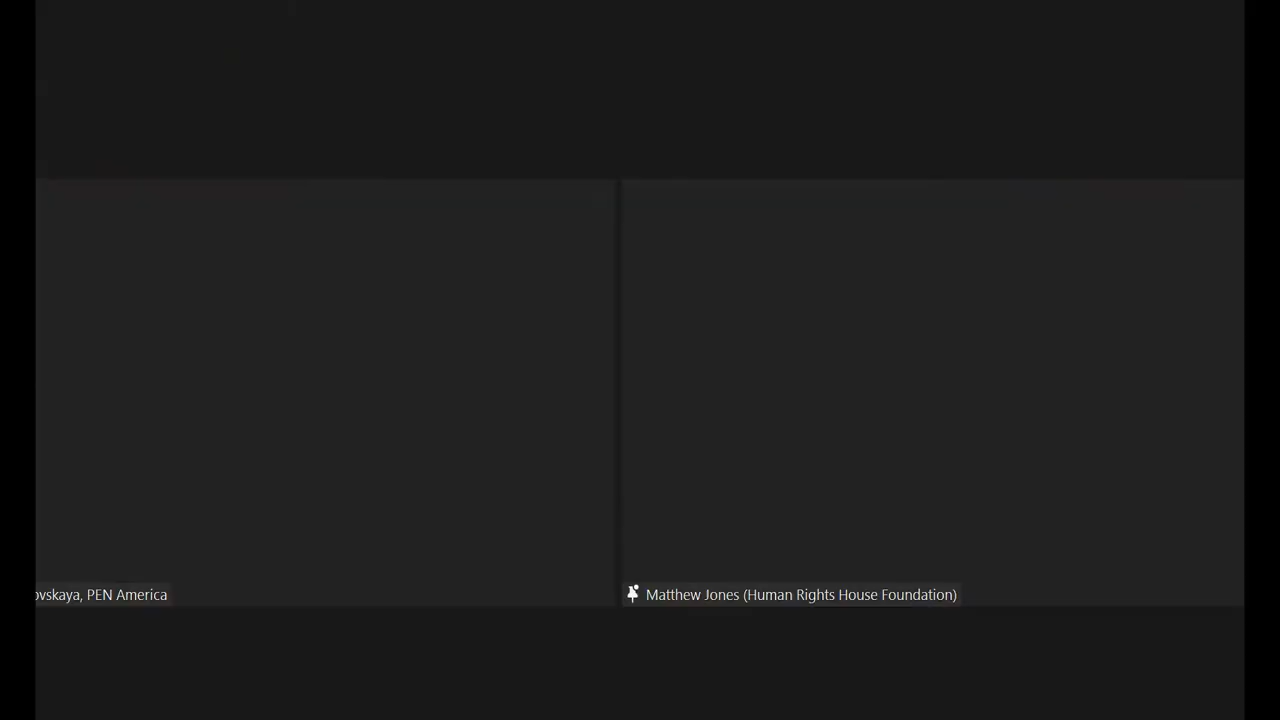 ovskaya, PEN America
Matthew Jones (Human Rights House Foundation)